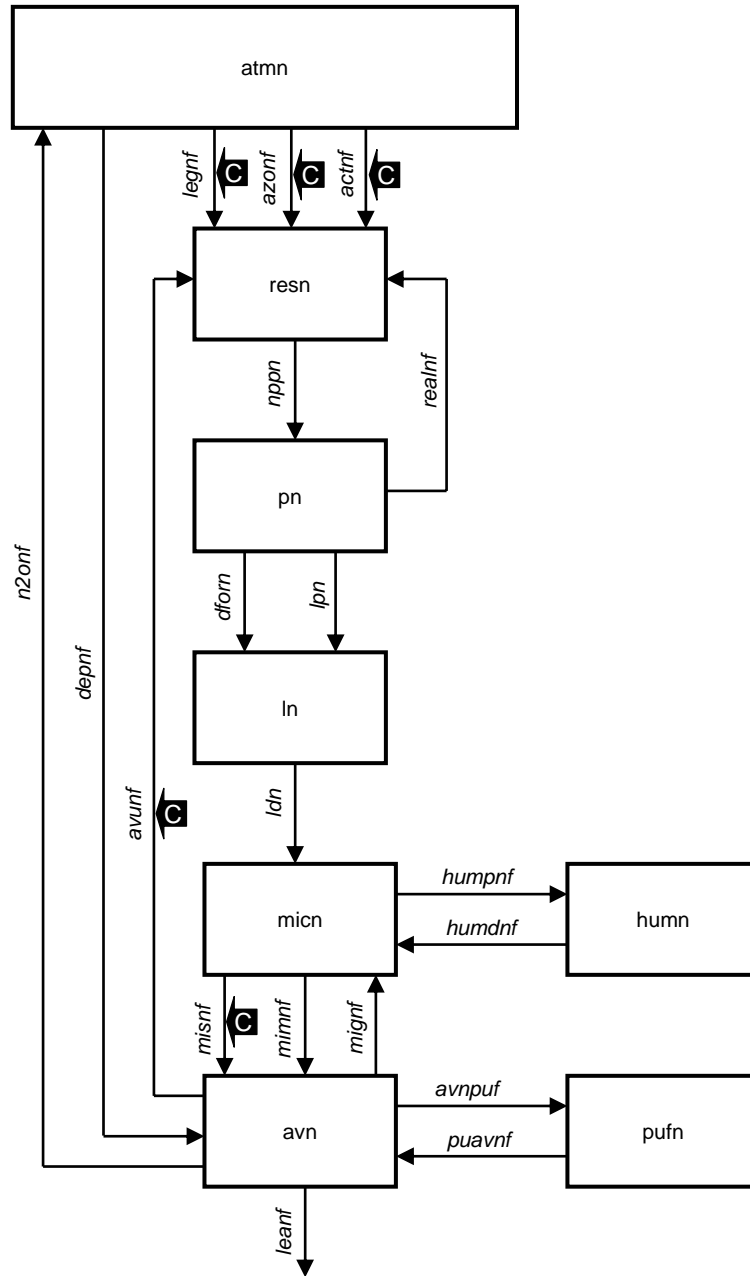 atmn
legnf
C
azonf
C
actnf
C
resn
nppn
realnf
pn
n2onf
depnf
dforn
lpn
ln
avunf
C
ldn
micn
humpnf
humdnf
humn
misnf
C
mimnf
mignf
avn
avnpuf
puavnf
pufn
leanf